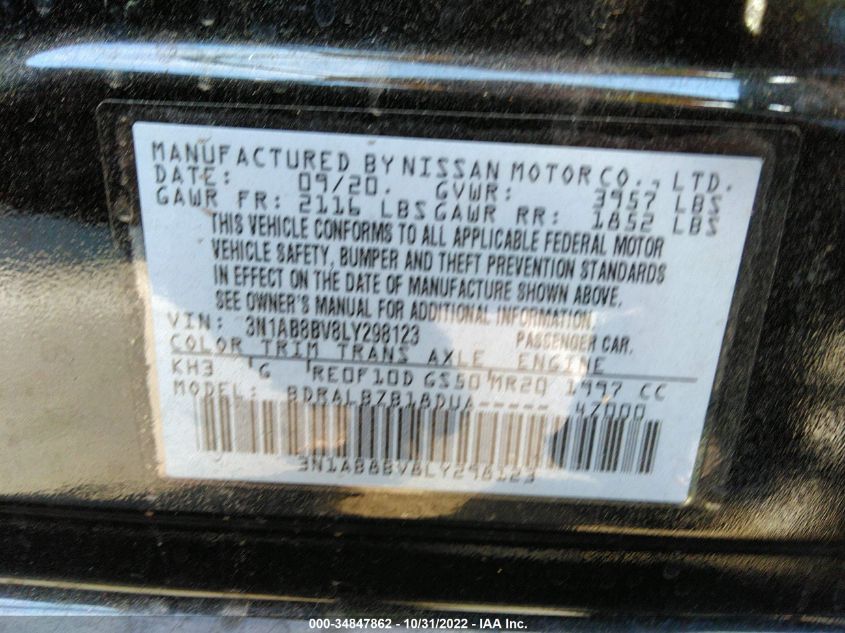 MANUFACTURED BY NISSAN MOTOR CO., LTD.
DATE: 09/20. GVWR: 3957 LBS
GAWR FR: 2116 LBS GAWR RR: 1852 LBS
THIS VEHICLE CONFORMS TO ALL APPLICABLE FEDERAL MOTOR
VEHICLE SAFETY, BUMPER AND THEFT PREVENTION STANDARDS
IN EFFECT ON THE DATE OF MANUFACTURE SHOWN ABOVE.
SEE OWNER'S MANUAL FOR ADDITIONAL INFORMATION.
VIN: 3N1AB8BV8LY298123 PASSENGER CAR.
COLOR TRIM TRANS AXLE ENGINE
KH3 G RE0F10D GS50 MR20 1997 CC
MODEL: BDRALBZB18DUA----- 47000
3N1AB8BV8LY298123
000-34847862 - 10/31/2022 - IAA Inc.